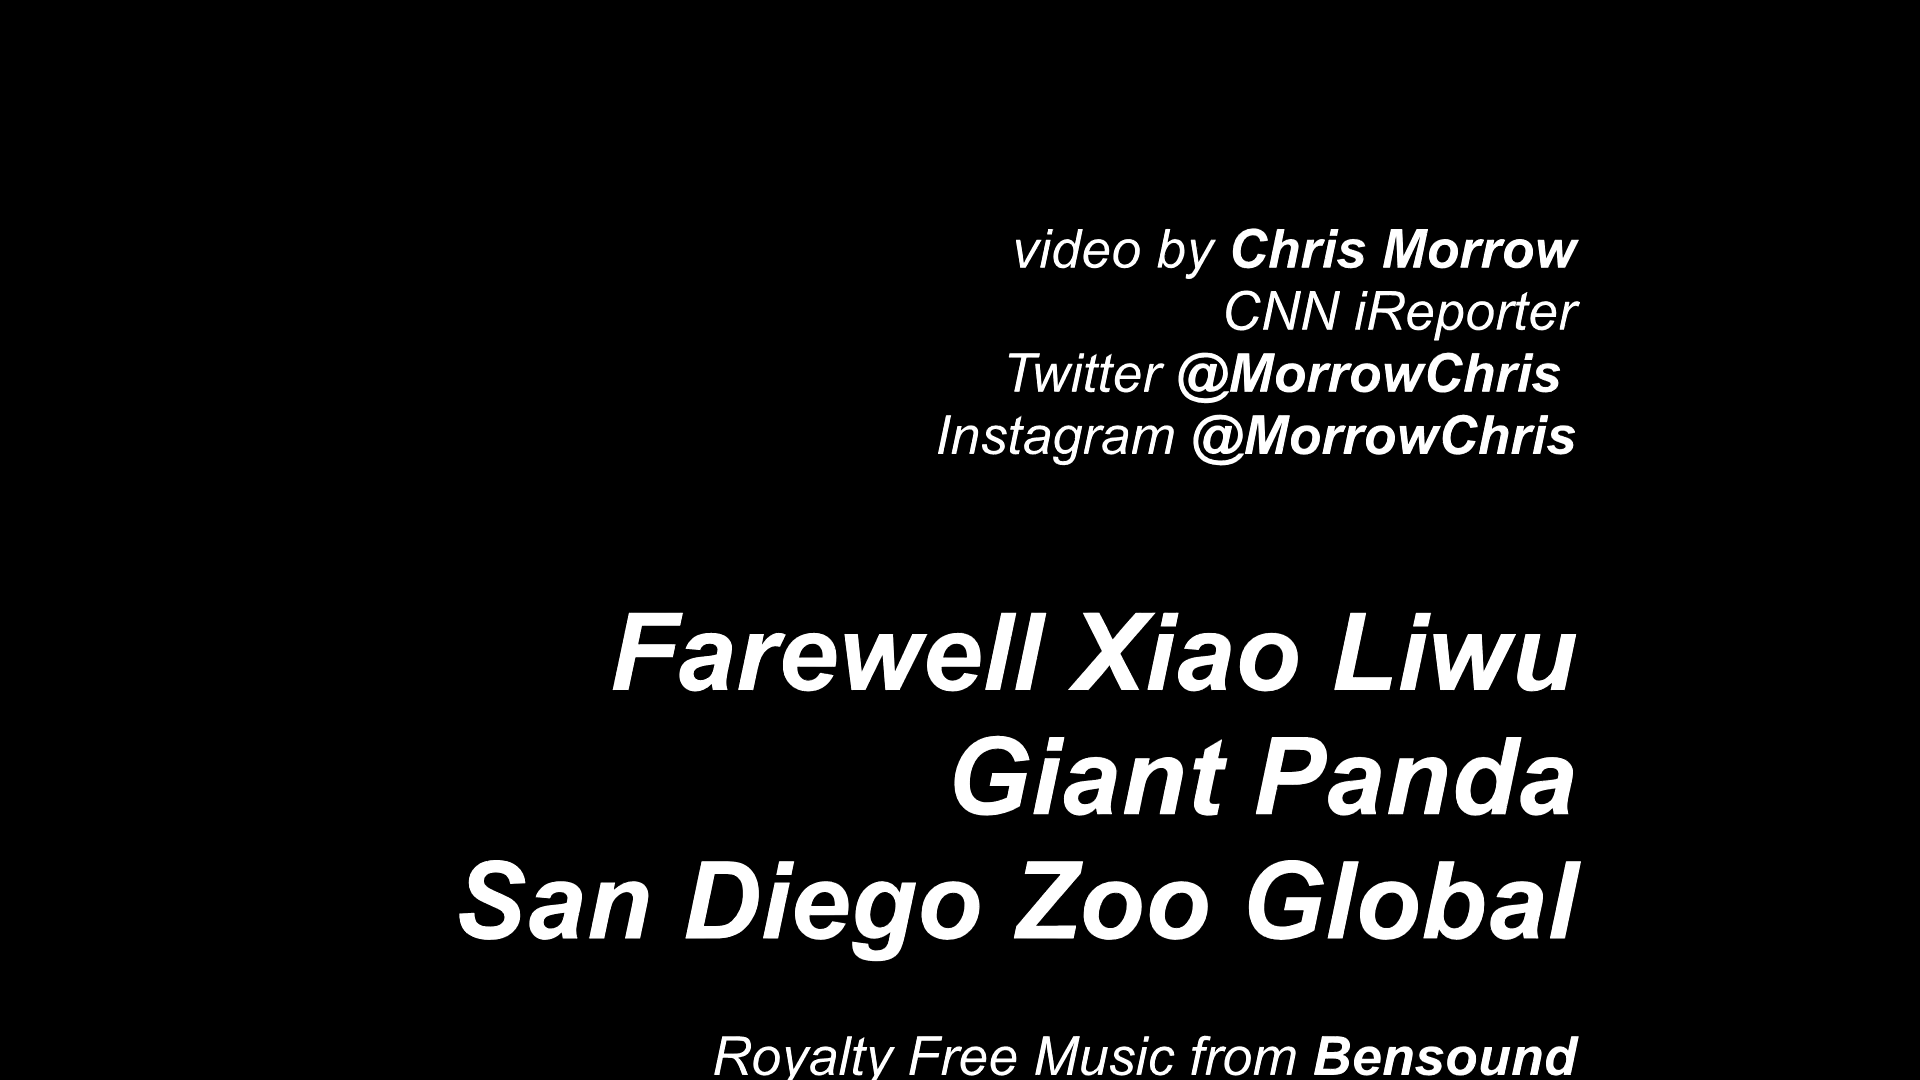 video by Chris Morrow
CNN iReporter
Twitter @MorrowChris
Instagram @MorrowChris
Farewell Xiao Liwu
Giant Panda
San Diego Zoo Global
Royalty Free Music from Bensound